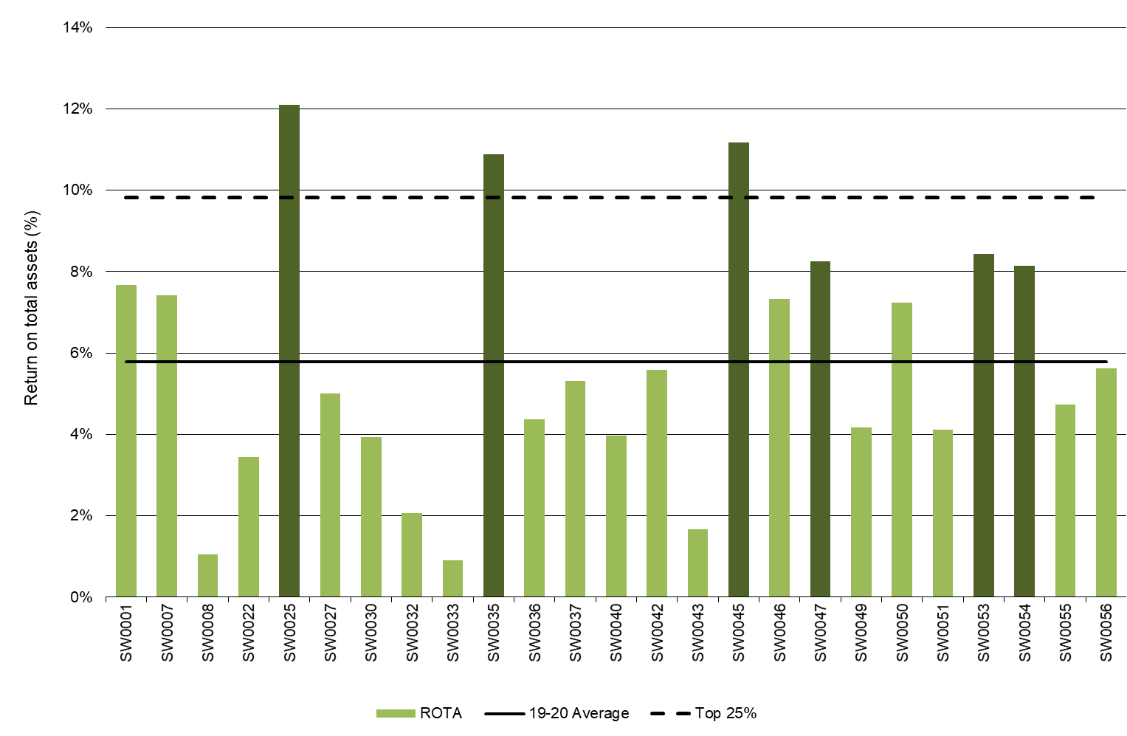 14%
12%
10%
8%
6%
4%
2%
0%
Return on total assets (%)
SW0001
SW0007
SW0008
SW0022
SW0025
SW0027
SW0030
SW0032
SW0033
SW0035
SW0036
SW0037
SW0040
SW0042
SW0043
SW0045
SW0046
SW0047
SW0049
SW0050
SW0051
SW0053
SW0054
SW0055
SW0056
ROTA 19-20 Average Top 25%